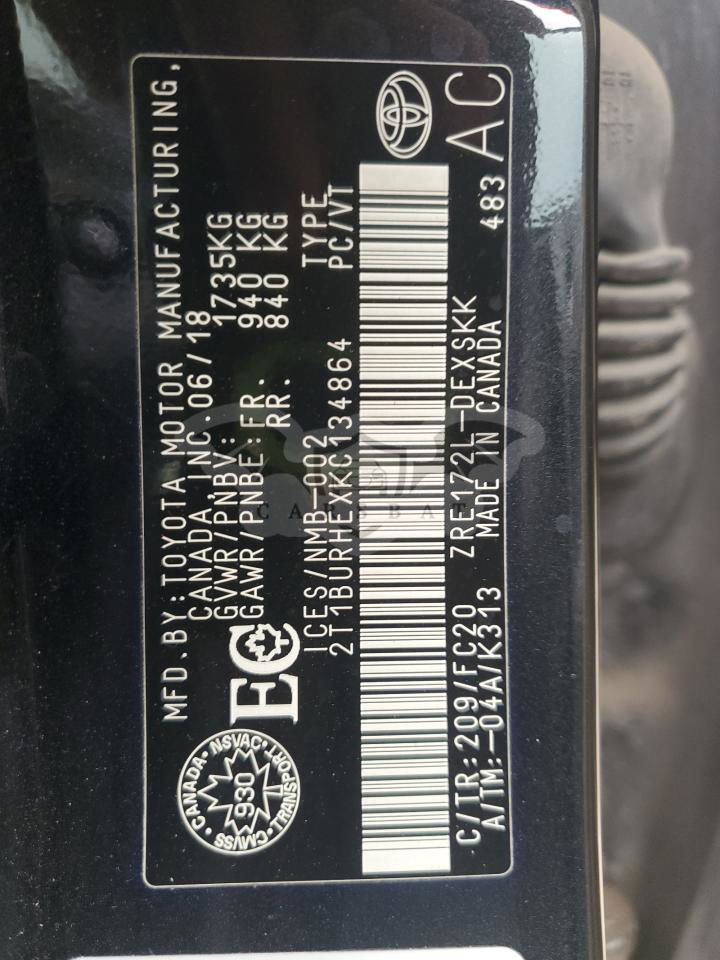 MFD.BY:TOYOTA MOTOR MANUFACTURING,
CANADA INC.06/18
GVWR/PNBV: 1735KG
GAWR/PNBE:FR. 940 KG
RR. 840 KG
CANADA · NSVAC · TRANSPORT · CMVSS ·
930
EC
ICES/NMB-002 TYPE
2T1BURHEXKC134864 PC/VT
C/TR:209/FC20 ZRE172L-DEXSKK
A/TM:-04A/K313 MADE IN CANADA
483 AC
CARSBAT